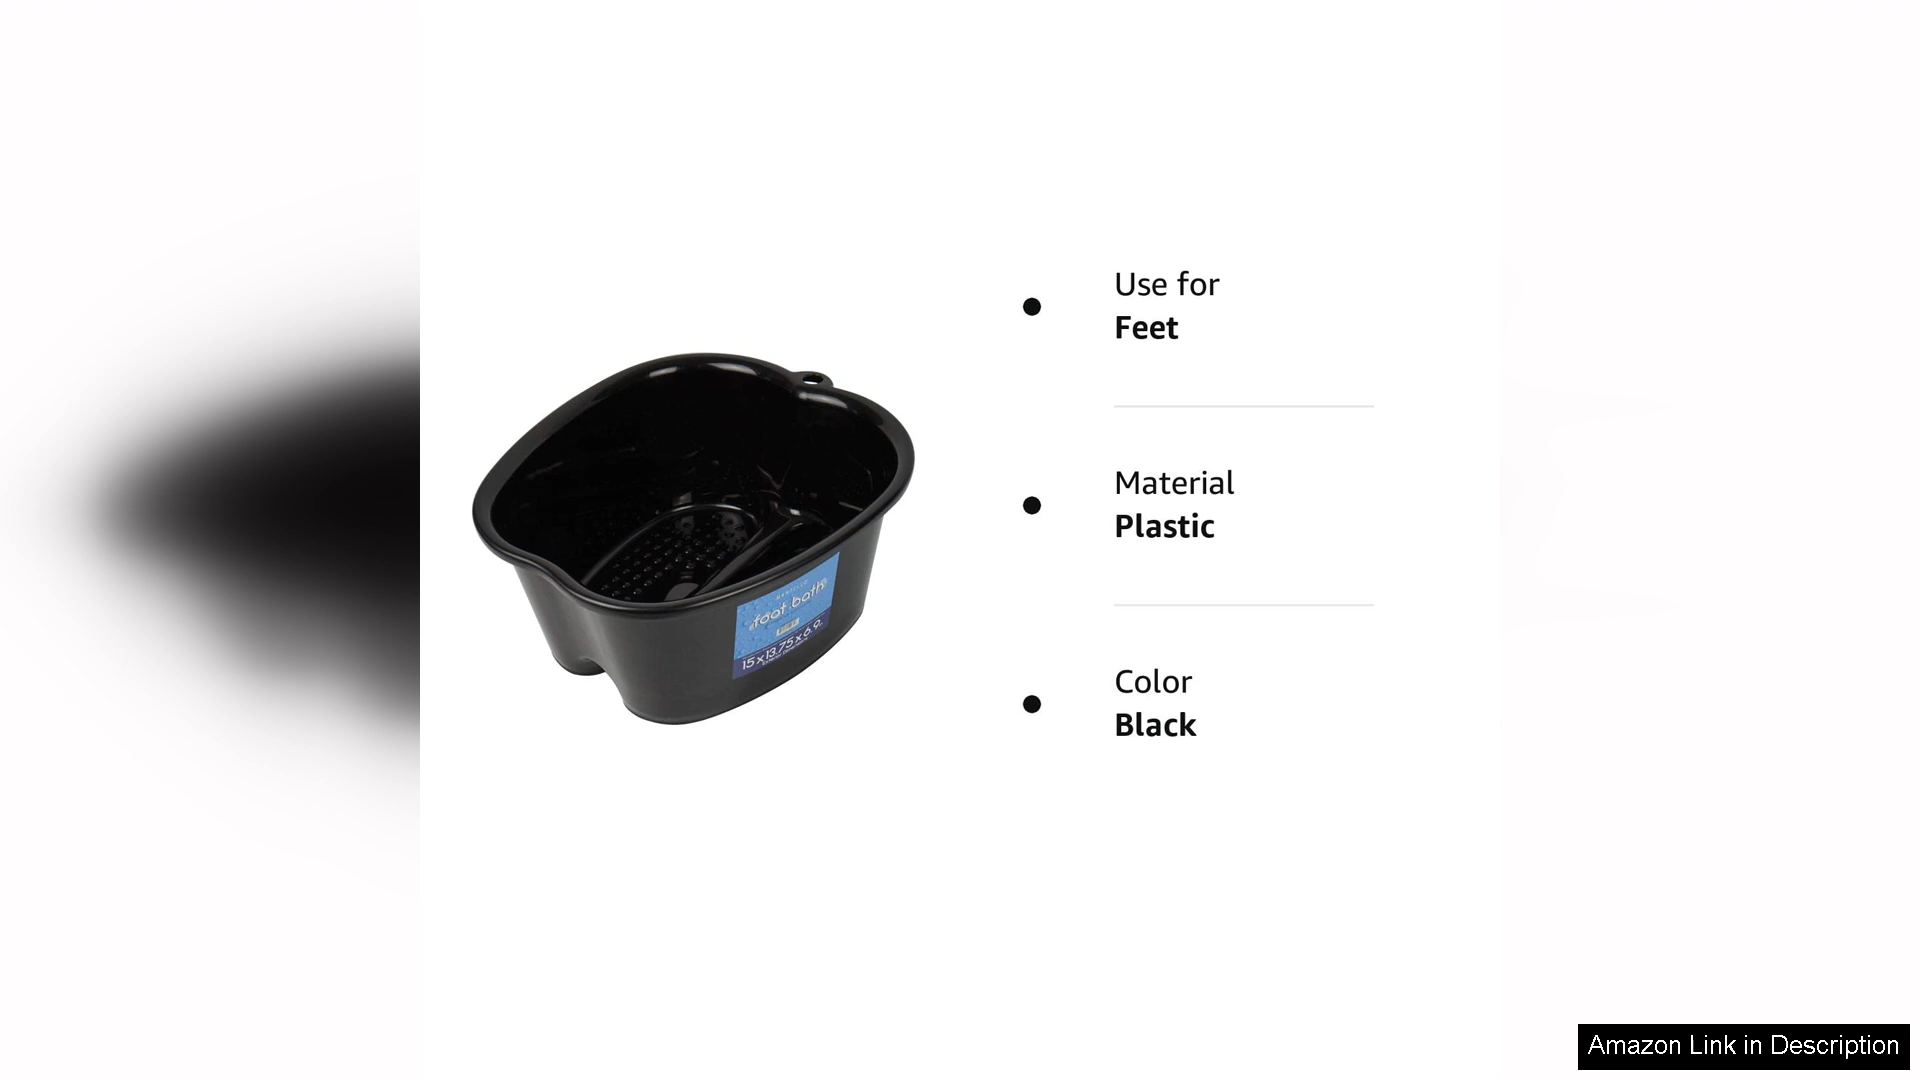 foot bath
15 x 13.75 x 6.9
Use for
Feet
Material
Plastic
Color
Black
Amazon Link in Description